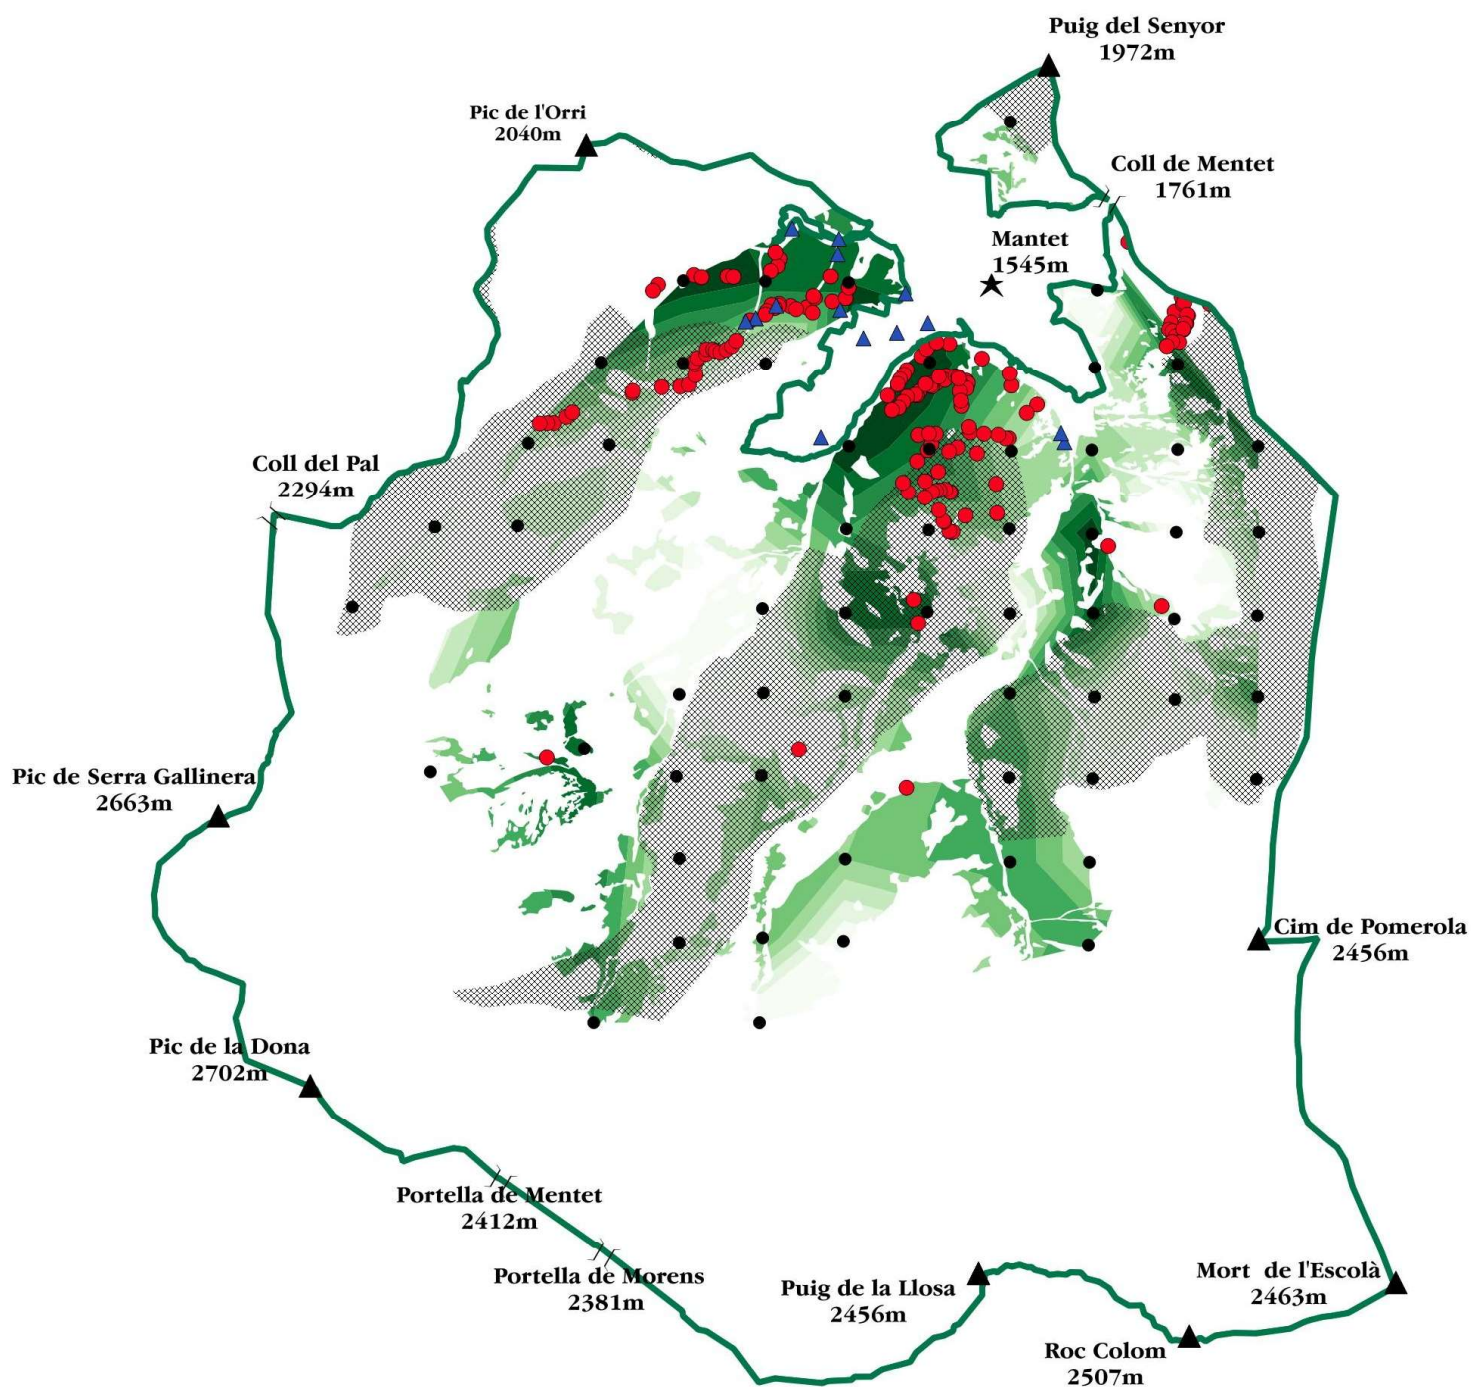 Puig del Senyor
1972m
Pic de l'Orri
2040m
Coll de Mentet
1761m
Mantet
1545m
Coll del Pal
2294m
Pic de Serra Gallinera
2663m
Cim de Pomerola
2456m
Pic de la Dona
2702m
Portella de Mentet
2412m
Portella de Morens
2381m
Puig de la Llosa
2456m
Mort de l'Escolà
2463m
Roc Colom
2507m